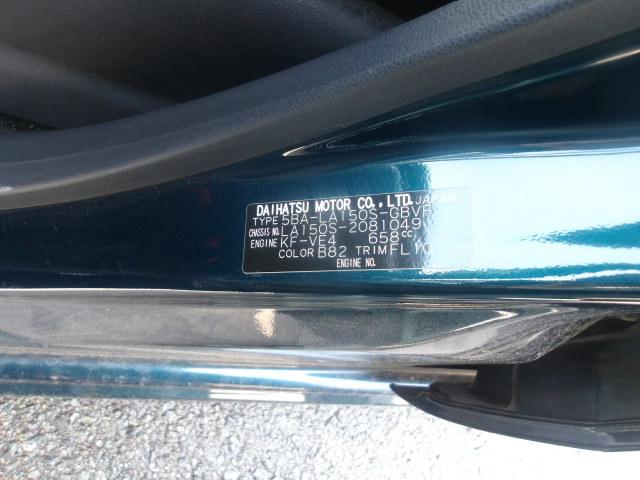 DAIHATSU MOTOR CO., LTD. JAPAN
TYPE 5BA-LA150S-GBVF
CHASSIS NO. LA150S-2081049
ENGINE KF-VE4 658cc
COLOR B82 TRIM FL10
ENGINE NO.